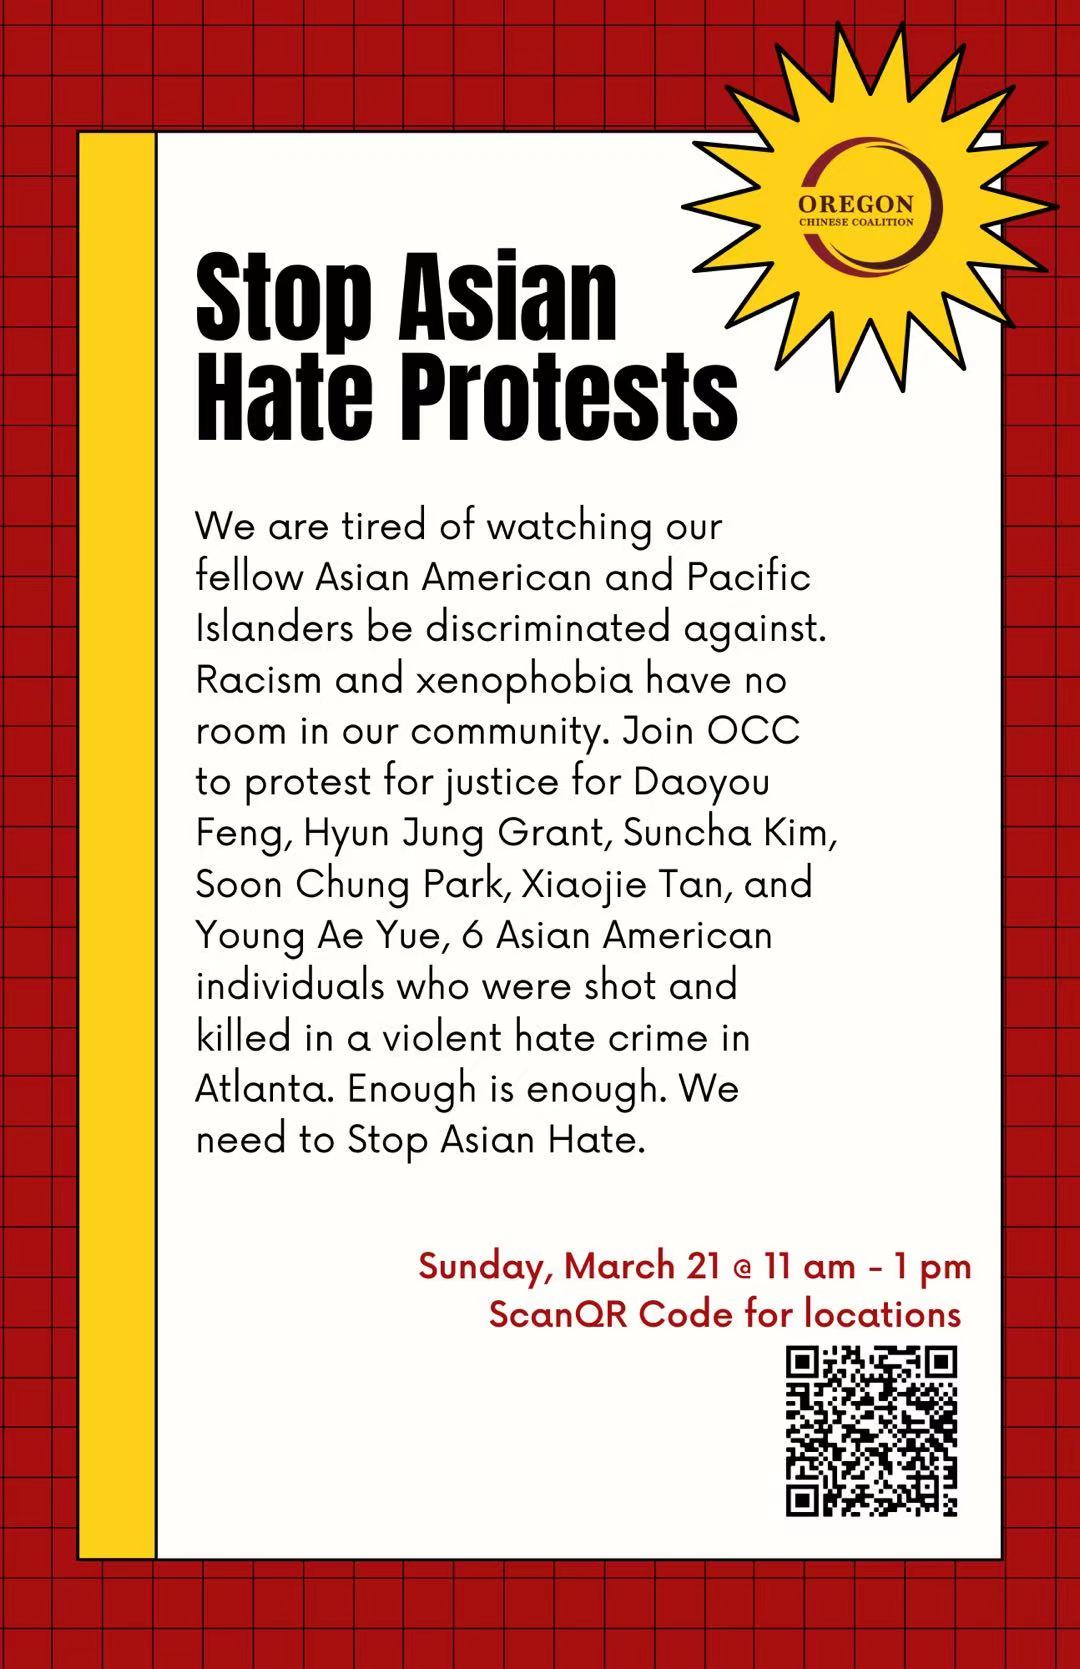 OREGON
CHINESE COALITION
Stop Asian
Hate Protests
We are tired of watching our
fellow Asian American and Pacific
Islanders be discriminated against.
Racism and xenophobia have no
room in our community. Join OCC
to protest for justice for Daoyou
Feng, Hyun Jung Grant, Suncha Kim,
Soon Chung Park, Xiaojie Tan, and
Young Ae Yue, 6 Asian American
individuals who were shot and
killed in a violent hate crime in
Atlanta. Enough is enough. We
need to Stop Asian Hate.
Sunday, March 21 @ 11 am - 1 pm
ScanQR Code for locations